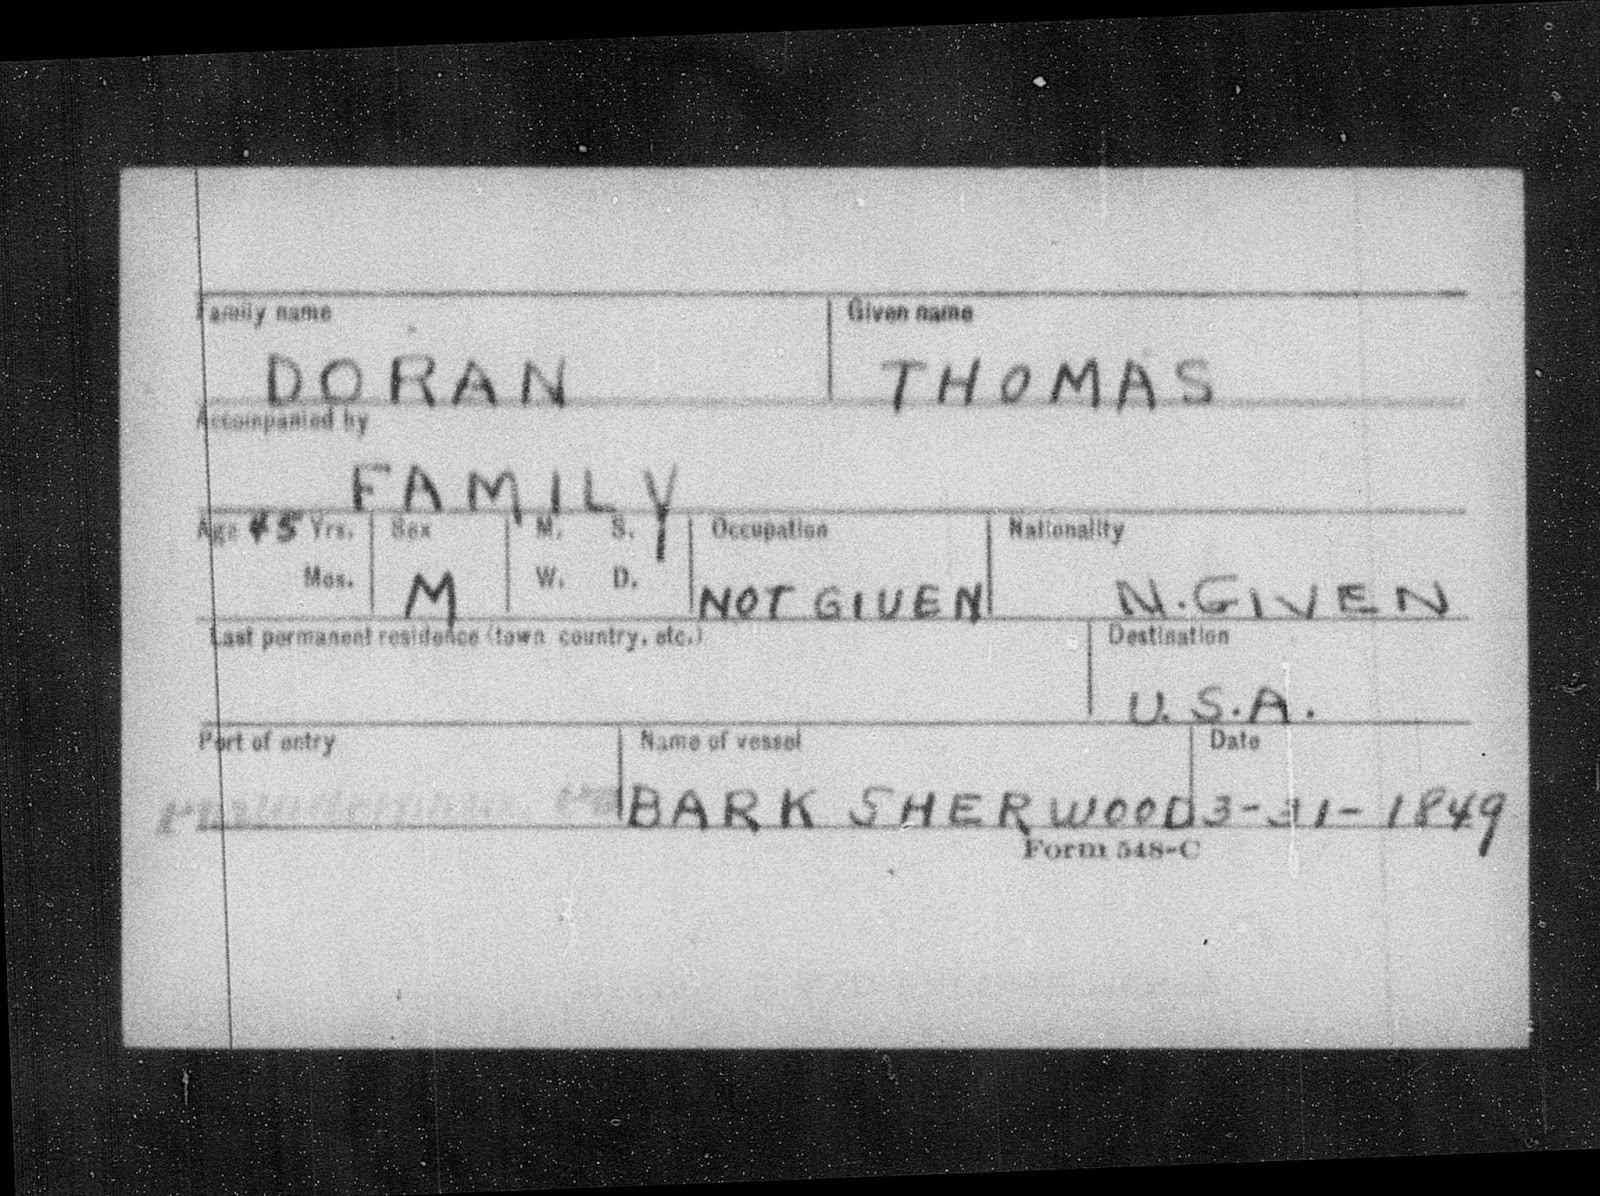 Family name Given name
DORAN THOMAS
Accompanied by
FAMILY
Age 45 Yrs. Sex M. S. Occupation Nationality
Mos. M W. D. NOT GIVEN N. GIVEN
Last permanent residence (town, country, etc.) Destination
U.S.A.
Port of entry Name of vessel Date
Philadelphia, Pa BARK SHERWOOD 3-31-1849
Form 548-C